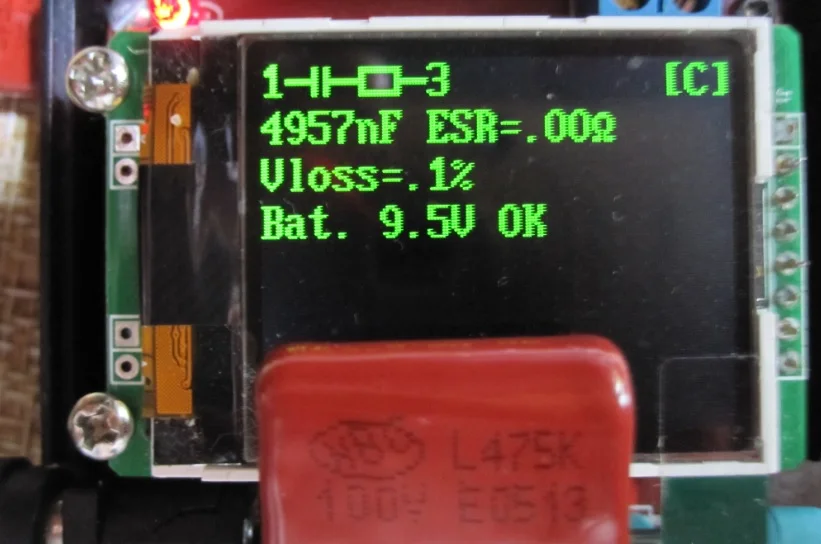 1 3 [C]
4957nF ESR=.00Ω
Vloss=.1%
Bat. 9.5V OK
L475K
100V E0513